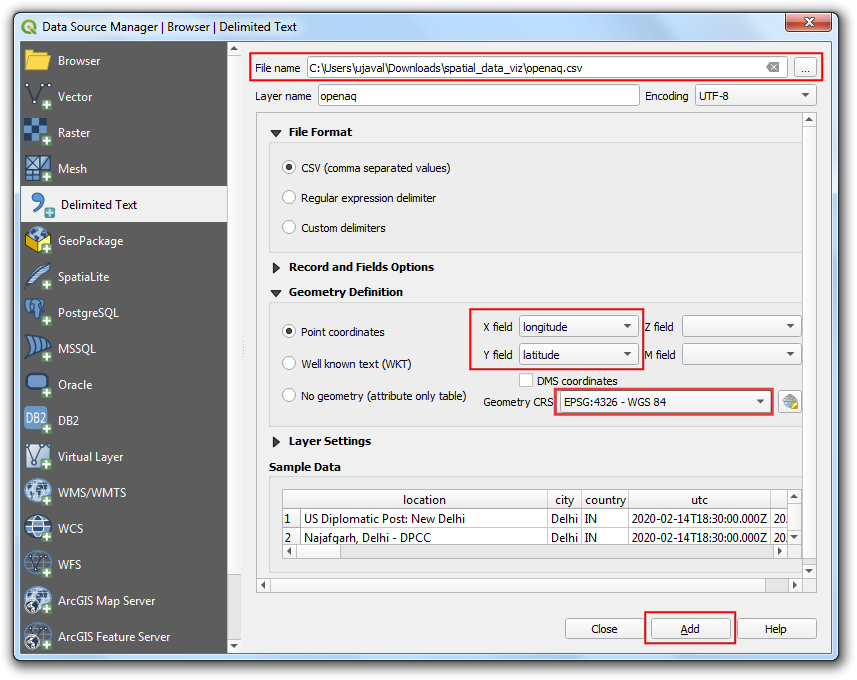 Data Source Manager | Browser | Delimited Text
Browser
Vector
Raster
Mesh
Delimited Text
GeoPackage
SpatiaLite
PostgreSQL
MSSQL
Oracle
DB2
DB2
Virtual Layer
WMS/WMTS
WCS
WFS
ArcGIS Map Server
ArcGIS Feature Server
File name C:\Users\ujaval\Downloads\spatial_data_viz\openaq.csv ...
Layer name openaq Encoding UTF-8
File Format
CSV (comma separated values)
Regular expression delimiter
Custom delimiters
Record and Fields Options
Geometry Definition
Point coordinates
Well known text (WKT)
No geometry (attribute only table)
X field longitude Z field
Y field latitude M field
DMS coordinates
Geometry CRS EPSG:4326 - WGS 84
Layer Settings
Sample Data
location city country utc
1 US Diplomatic Post: New Delhi Delhi IN 2020-02-14T18:30:00.000Z 20.
2 Najafgarh, Delhi - DPCC Delhi IN 2020-02-14T18:30:00.000Z 20.
Close Add Help